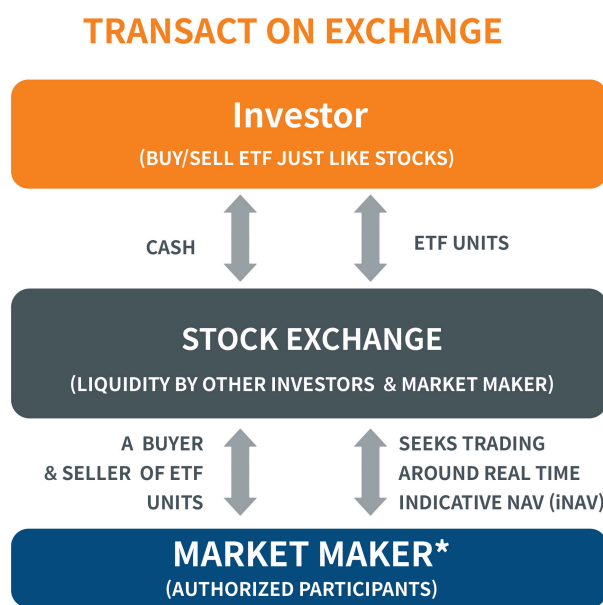 TRANSACT ON EXCHANGE
Investor
(BUY/SELL ETF JUST LIKE STOCKS)
CASH
ETF UNITS
STOCK EXCHANGE
(LIQUIDITY BY OTHER INVESTORS & MARKET MAKER)
A BUYER
& SELLER OF ETF
UNITS
SEEKS TRADING
AROUND REAL TIME
INDICATIVE NAV (iNAV)
MARKET MAKER*
(AUTHORIZED PARTICIPANTS)